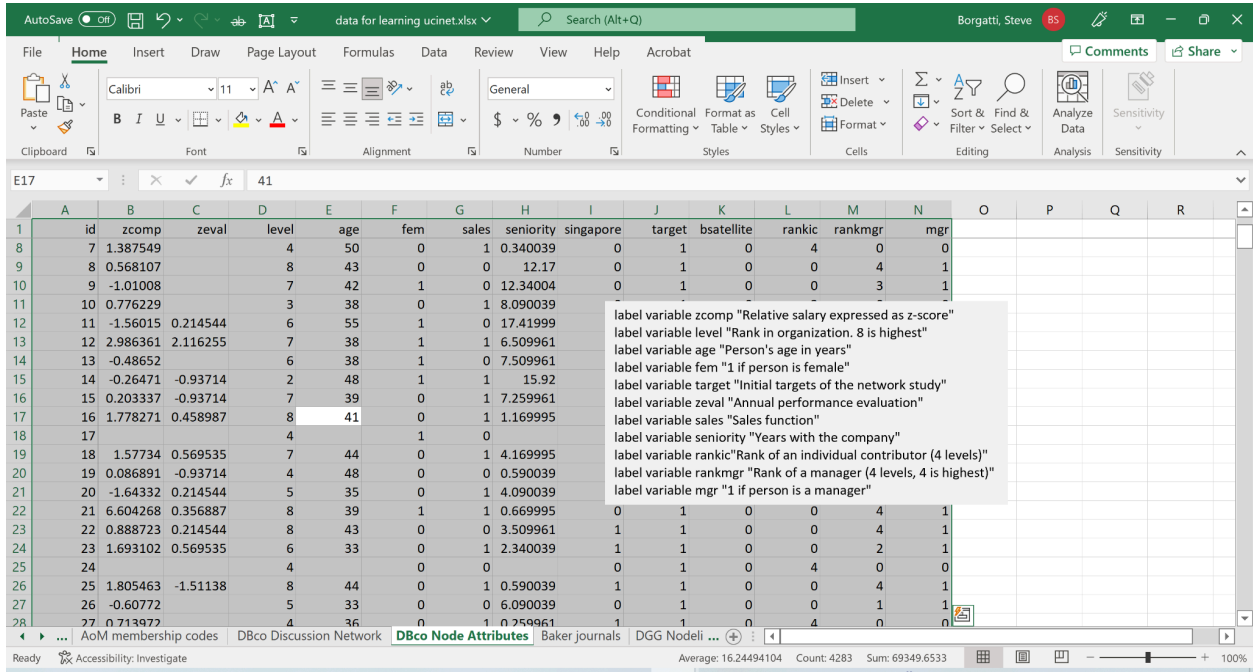 AutoSave Off ab A data for learning ucinet.xlsx Search (Alt+Q) Borgatti, Steve BS
File Home Insert Draw Page Layout Formulas Data Review View Help Acrobat Comments Share
Calibri 11 A^ A˅ ab General Insert Σ
Paste B I U A $ % 9 Conditional Format as Cell Delete Sort & Find & Analyze Sensitivity
Formatting Table Styles Format Filter Select Data
Clipboard Font Alignment Number Styles Cells Editing Analysis Sensitivity
E17 fx 41
A B C D E F G H I J K L M N O P Q R
1 id zcomp zeval level age fem sales seniority singapore target bsatellite rankic rankmgr mgr
8 7 1.387549 4 50 0 1 0.340039 0 1 0 4 0 0
9 8 0.568107 8 43 0 0 12.17 0 1 0 0 4 1
10 9 -1.01008 7 42 1 0 12.34004 0 1 0 0 3 1
11 10 0.776229 3 38 0 1 8.090039
12 11 -1.56015 0.214544 6 55 1 0 17.41999
13 12 2.986361 2.116255 7 38 1 1 6.509961
14 13 -0.48652 6 38 1 0 7.509961
15 14 -0.26471 -0.93714 2 48 1 1 15.92
16 15 0.203337 -0.93714 7 39 0 1 7.259961
17 16 1.778271 0.458987 8 41 0 1 1.169995
18 17 4 1 0
19 18 1.57734 0.569535 7 44 0 1 4.169995
20 19 0.086891 -0.93714 4 48 0 0 0.590039
21 20 -1.64332 0.214544 5 35 0 1 4.090039
22 21 6.604268 0.356887 8 39 1 1 0.669995 0 1 0 0 4 1
23 22 0.888723 0.214544 8 43 0 0 3.509961 1 1 0 0 4 1
24 23 1.693102 0.569535 6 33 0 1 2.340039 1 1 0 0 2 1
25 24 4 0 0 0 1 0 4 0 0
26 25 1.805463 -1.51138 8 44 0 1 0.590039 1 1 0 0 4 1
27 26 -0.60772 5 33 0 0 6.090039 0 1 0 0 1 1
28 27 0.713972 4 36 0 1 0.259961 1 1 0 4 0 0
label variable zcomp "Relative salary expressed as z-score"
label variable level "Rank in organization. 8 is highest"
label variable age "Person's age in years"
label variable fem "1 if person is female"
label variable target "Initial targets of the network study"
label variable zeval "Annual performance evaluation"
label variable sales "Sales function"
label variable seniority "Years with the company"
label variable rankic"Rank of an individual contributor (4 levels)"
label variable rankmgr "Rank of a manager (4 levels, 4 is highest)"
label variable mgr "1 if person is a manager"
... AoM membership codes DBco Discussion Network DBco Node Attributes Baker journals DGG Nodeli ...
Ready Accessibility: Investigate Average: 16.24494104 Count: 4283 Sum: 69349.6533 100%